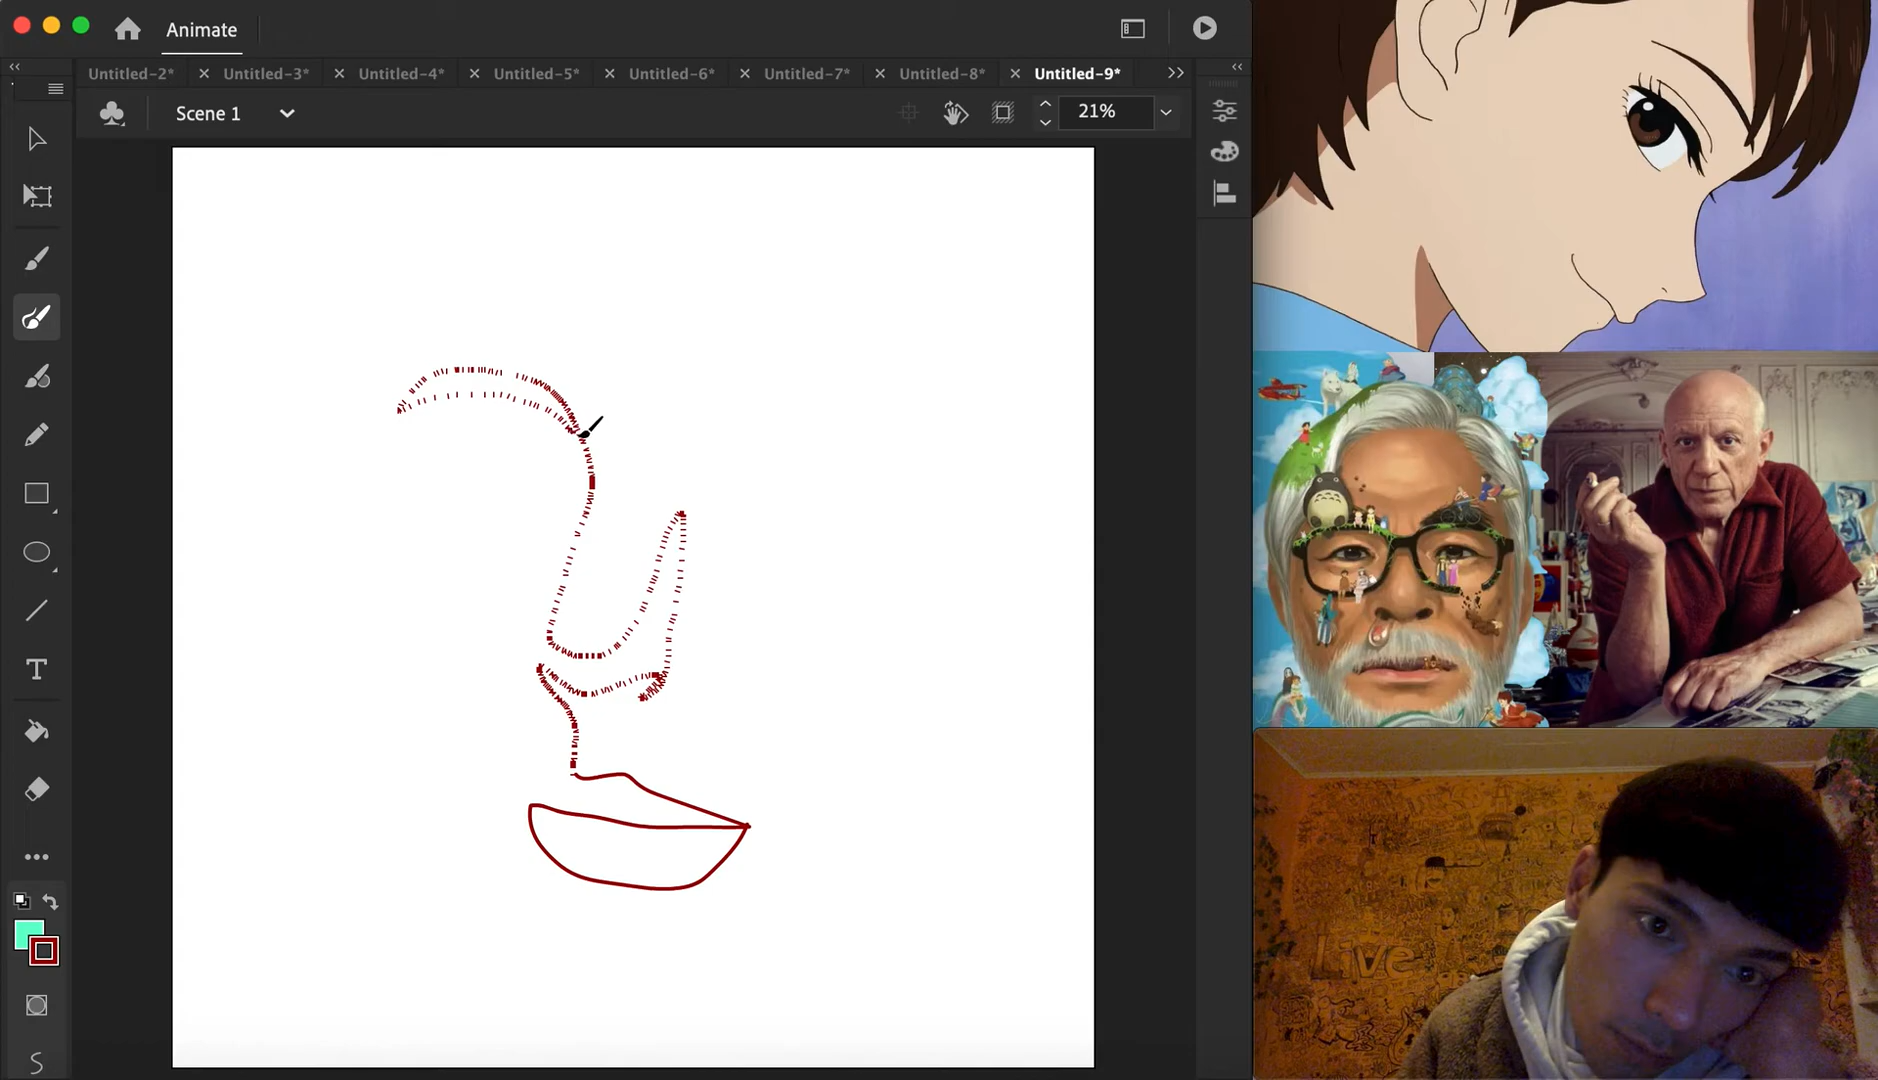 Animate
Untitled-2* Untitled-3* Untitled-4* Untitled-5* Untitled-6* Untitled-7* Untitled-8* Untitled-9*
Scene 1
21%
Live